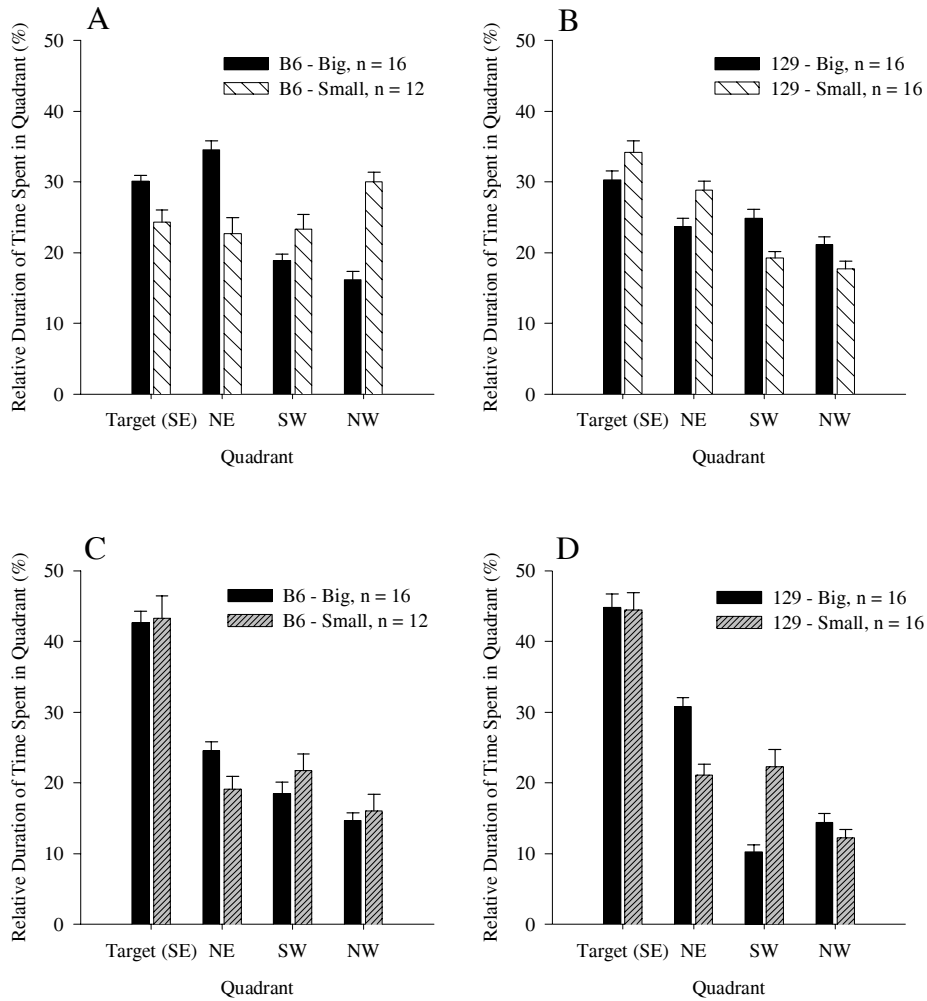 A
Relative Duration of Time Spent in Quadrant (%)
50
40
30
20
10
0
B6 - Big, n = 16
B6 - Small, n = 12
Target (SE) NE SW NW
Quadrant
B
Relative Duration of Time Spent in Quadrant (%)
50
40
30
20
10
0
129 - Big, n = 16
129 - Small, n = 16
Target (SE) NE SW NW
Quadrant
C
Relative Duration of Time Spent in Quadrant (%)
50
40
30
20
10
0
B6 - Big, n = 16
B6 - Small, n = 12
Target (SE) NE SW NW
Quadrant
D
Relative Duration of Time Spent in Quadrant (%)
50
40
30
20
10
0
129 - Big, n = 16
129 - Small, n = 16
Target (SE) NE SW NW
Quadrant